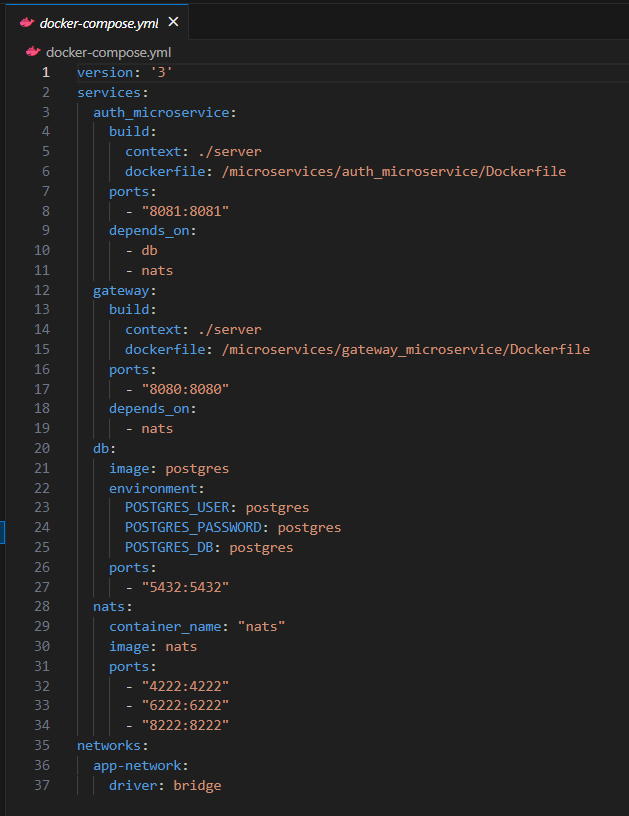 docker-compose.yml ✕
docker-compose.yml
1 version: '3'
2 services:
3   auth_microservice:
4     build:
5       context: ./server
6       dockerfile: /microservices/auth_microservice/Dockerfile
7     ports:
8       - "8081:8081"
9     depends_on:
10       - db
11       - nats
12   gateway:
13     build:
14       context: ./server
15       dockerfile: /microservices/gateway_microservice/Dockerfile
16     ports:
17       - "8080:8080"
18     depends_on:
19       - nats
20   db:
21     image: postgres
22     environment:
23       POSTGRES_USER: postgres
24       POSTGRES_PASSWORD: postgres
25       POSTGRES_DB: postgres
26     ports:
27       - "5432:5432"
28   nats:
29     container_name: "nats"
30     image: nats
31     ports:
32       - "4222:4222"
33       - "6222:6222"
34       - "8222:8222"
35 networks:
36   app-network:
37     driver: bridge